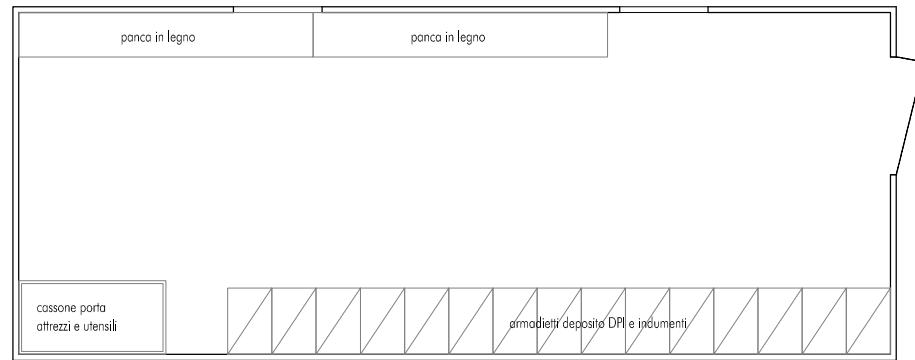 panca in legno
panca in legno
cassone porta
attrezzi e utensili
armadietti deposito DPI e indumenti